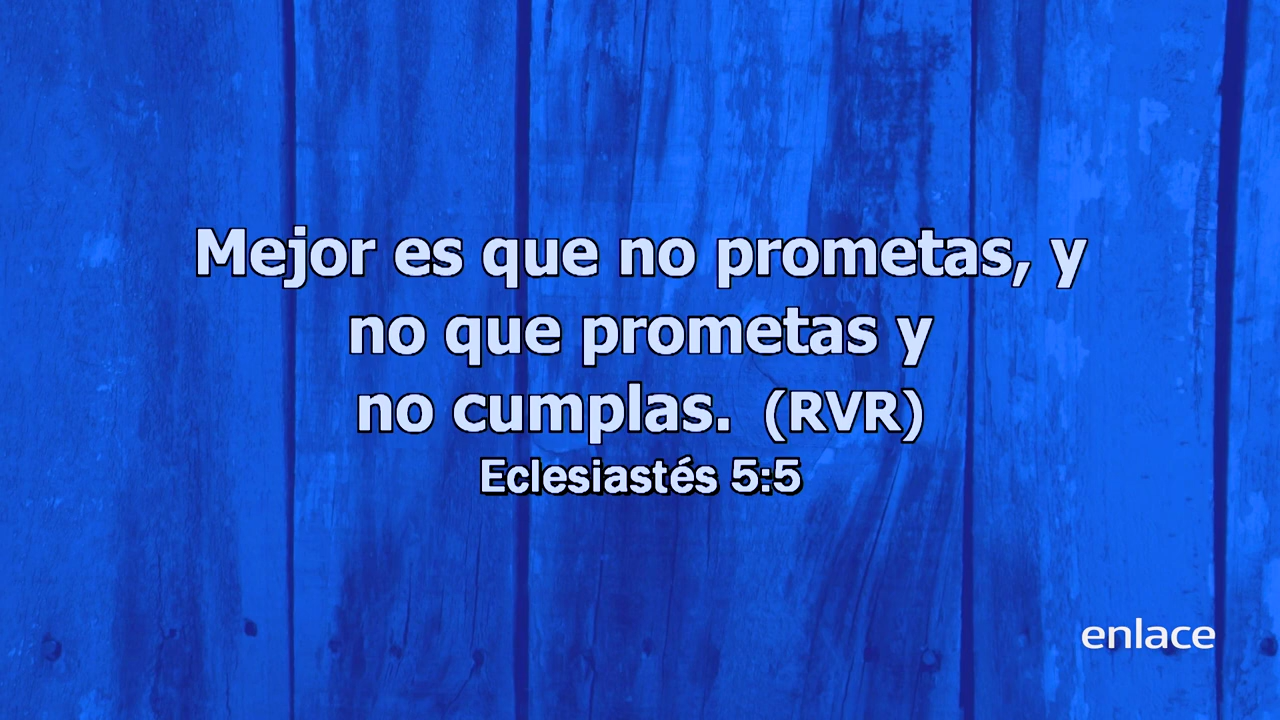 Mejor es que no prometas, y
no que prometas y
no cumplas. (RVR)
Eclesiastés 5:5
enlace